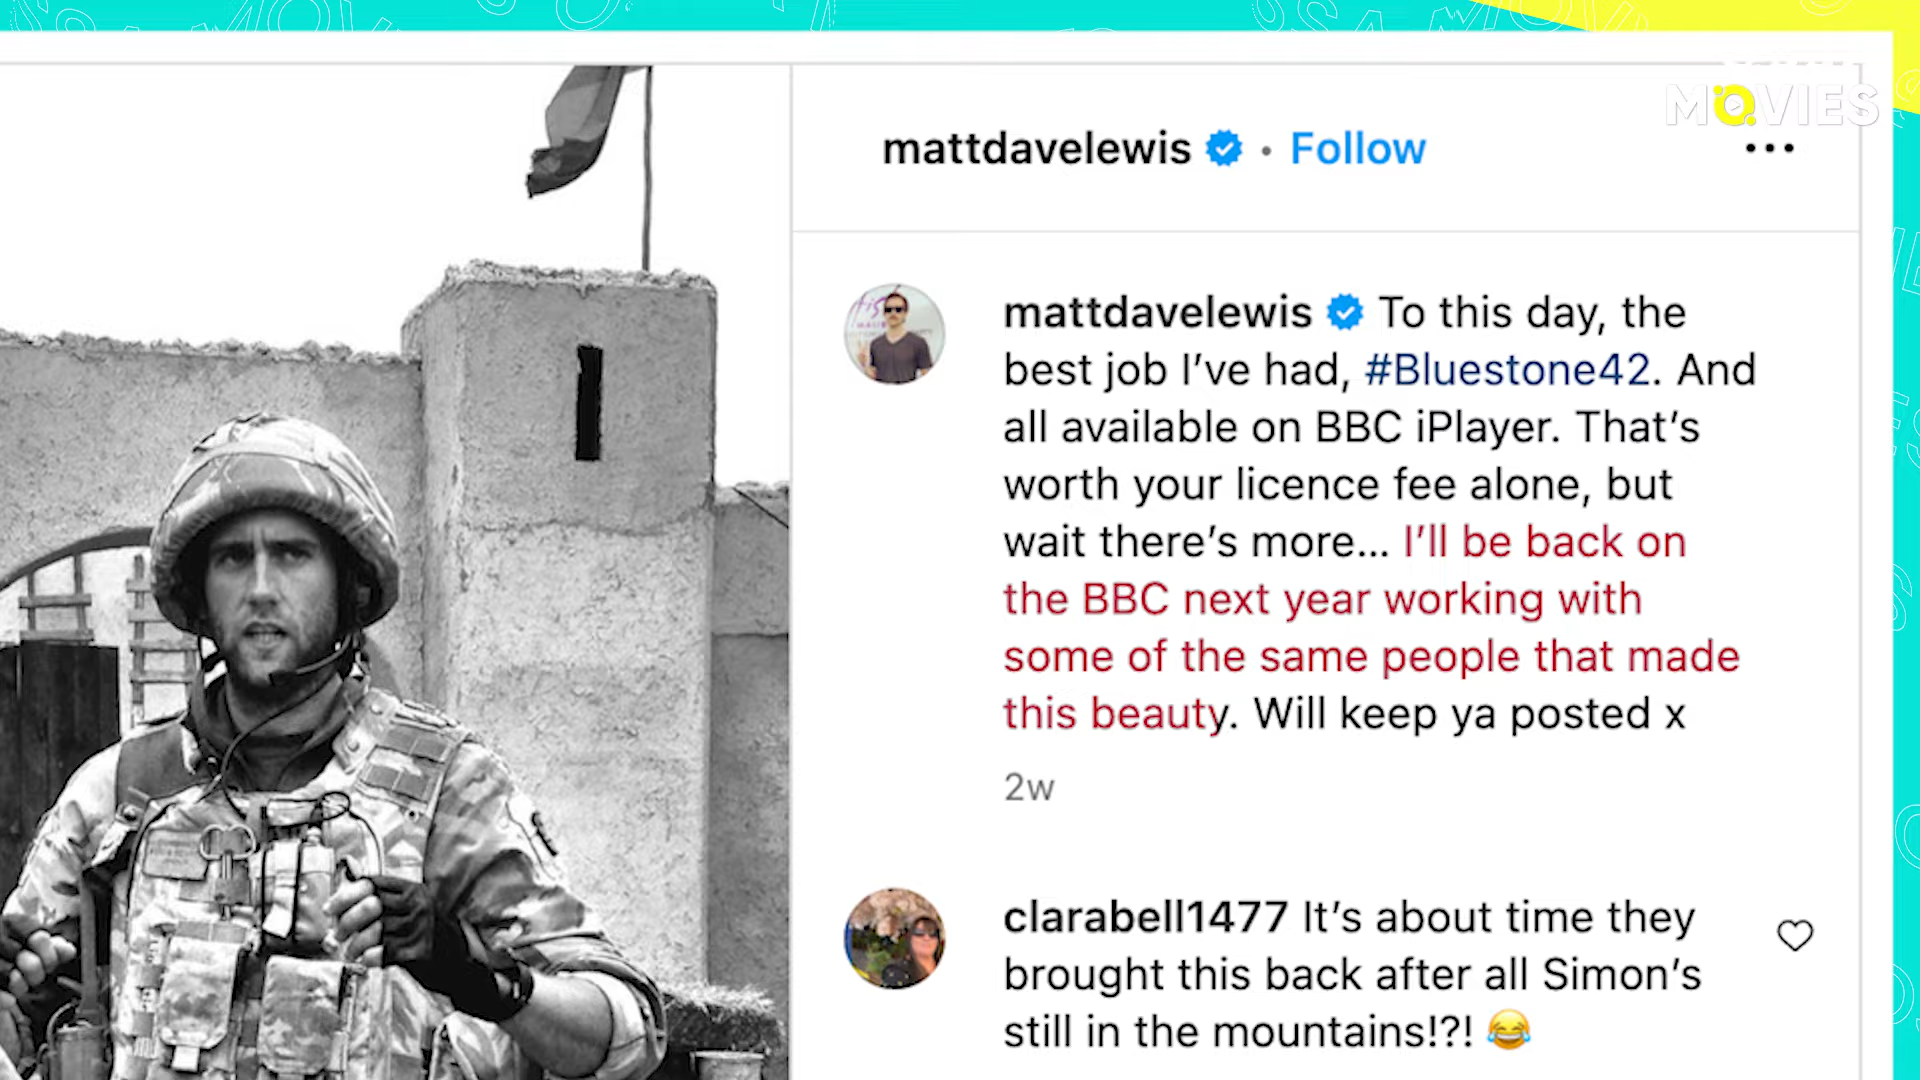 MOVIES
mattdavelewis • Follow
mattdavelewis To this day, the
best job I’ve had, #Bluestone42. And
all available on BBC iPlayer. That’s
worth your licence fee alone, but
wait there’s more... I’ll be back on
the BBC next year working with
some of the same people that made
this beauty. Will keep ya posted x
2w
clarabell1477 It’s about time they
brought this back after all Simon’s
still in the mountains!?! 😂